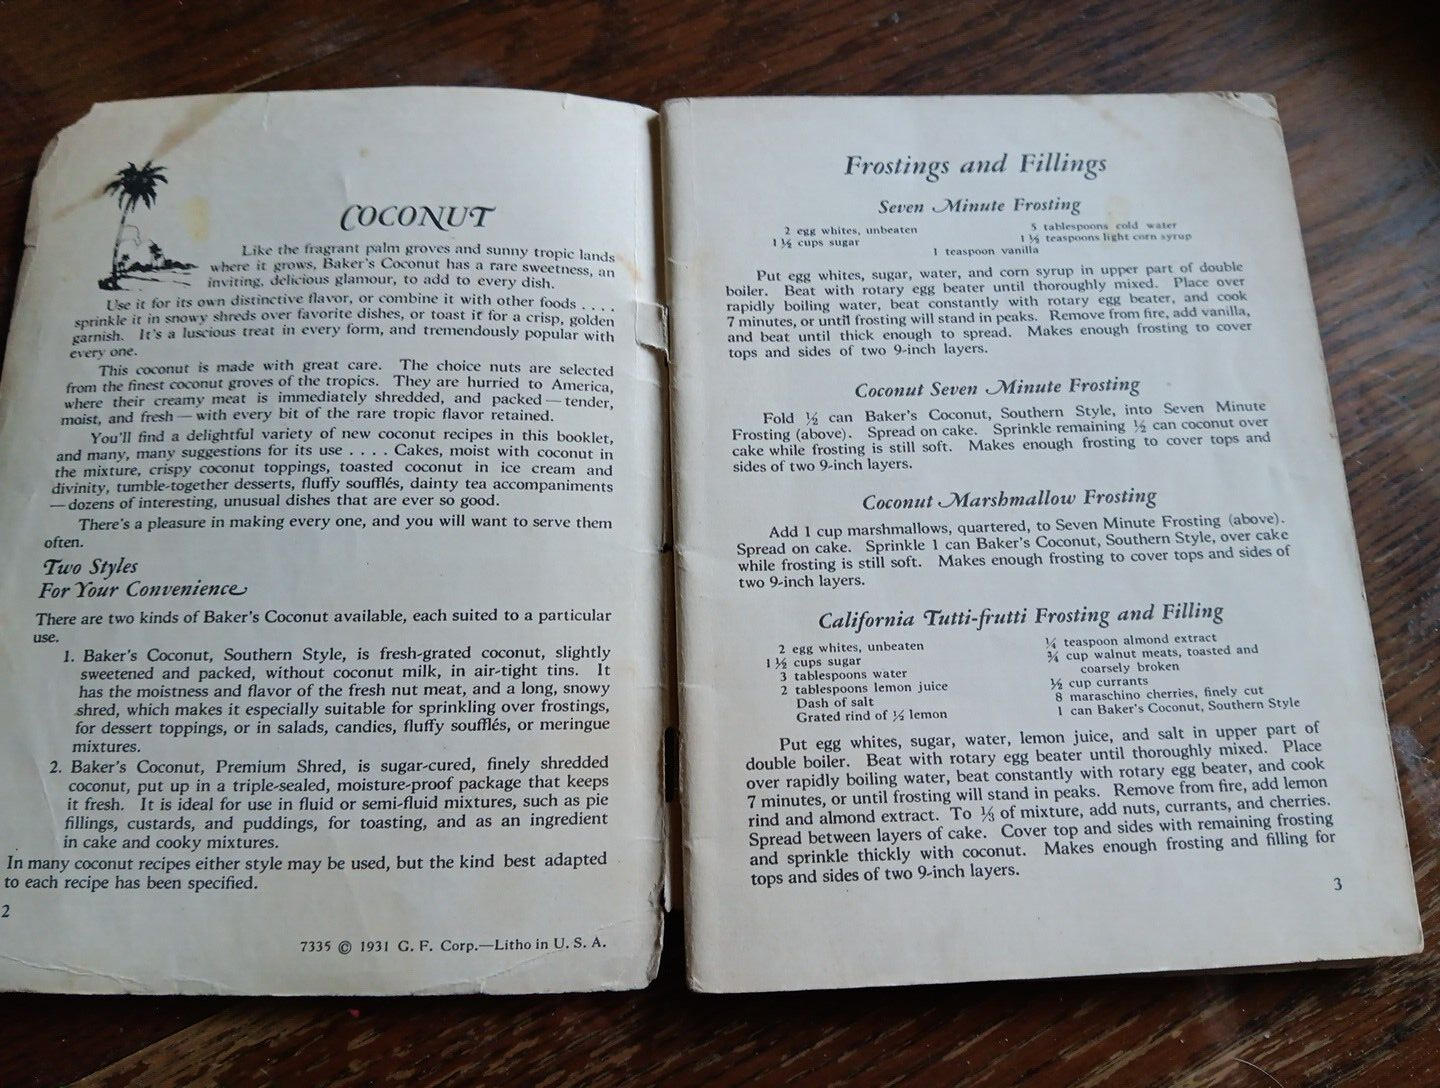 COCONUT
Like the fragrant palm groves and sunny tropic lands
where it grows, Baker's Coconut has a rare sweetness, an
inviting, delicious glamour, to add to every dish.
Use it for its own distinctive flavor, or combine it with other foods ....
sprinkle it in snowy shreds over favorite dishes, or toast it for a crisp, golden
garnish. It's a luscious treat in every form, and tremendously popular with
every one.
This coconut is made with great care. The choice nuts are selected
from the finest coconut groves of the tropics. They are hurried to America,
where their creamy meat is immediately shredded, and packed—tender,
moist, and fresh—with every bit of the rare tropic flavor retained.
You'll find a delightful variety of new coconut recipes in this booklet,
and many, many suggestions for its use .... Cakes, moist with coconut in
the mixture, crispy coconut toppings, toasted coconut in ice cream and
divinity, tumble-together desserts, fluffy soufflés, dainty tea accompaniments
—dozens of interesting, unusual dishes that are ever so good.
There's a pleasure in making every one, and you will want to serve them
often.
Two Styles
For Your Convenience
There are two kinds of Baker's Coconut available, each suited to a particular
use.
1. Baker's Coconut, Southern Style, is fresh-grated coconut, slightly
sweetened and packed, without coconut milk, in air-tight tins. It
has the moistness and flavor of the fresh nut meat, and a long, snowy
shred, which makes it especially suitable for sprinkling over frostings,
for dessert toppings, or in salads, candies, fluffy soufflés, or meringue
mixtures.
2. Baker's Coconut, Premium Shred, is sugar-cured, finely shredded
coconut, put up in a triple-sealed, moisture-proof package that keeps
it fresh. It is ideal for use in fluid or semi-fluid mixtures, such as pie
fillings, custards, and puddings, for toasting, and as an ingredient
in cake and cooky mixtures.
In many coconut recipes either style may be used, but the kind best adapted
to each recipe has been specified.
2
7335 © 1931 G. F. Corp.—Litho in U. S. A.
Frostings and Fillings
Seven Minute Frosting
2 egg whites, unbeaten
1 ½ cups sugar
5 tablespoons cold water
1 ½ teaspoons light corn syrup
1 teaspoon vanilla
Put egg whites, sugar, water, and corn syrup in upper part of double
boiler. Beat with rotary egg beater until thoroughly mixed. Place over
rapidly boiling water, beat constantly with rotary egg beater, and cook
7 minutes, or until frosting will stand in peaks. Remove from fire, add vanilla,
and beat until thick enough to spread. Makes enough frosting to cover
tops and sides of two 9-inch layers.
Coconut Seven Minute Frosting
Fold ½ can Baker's Coconut, Southern Style, into Seven Minute
Frosting (above). Spread on cake. Sprinkle remaining ½ can coconut over
cake while frosting is still soft. Makes enough frosting to cover tops and
sides of two 9-inch layers.
Coconut Marshmallow Frosting
Add 1 cup marshmallows, quartered, to Seven Minute Frosting (above).
Spread on cake. Sprinkle 1 can Baker's Coconut, Southern Style, over cake
while frosting is still soft. Makes enough frosting to cover tops and sides of
two 9-inch layers.
California Tutti-frutti Frosting and Filling
2 egg whites, unbeaten
1 ½ cups sugar
3 tablespoons water
2 tablespoons lemon juice
Dash of salt
Grated rind of ½ lemon
¼ teaspoon almond extract
¾ cup walnut meats, toasted and
coarsely broken
½ cup currants
8 maraschino cherries, finely cut
1 can Baker's Coconut, Southern Style
Put egg whites, sugar, water, lemon juice, and salt in upper part of
double boiler. Beat with rotary egg beater until thoroughly mixed. Place
over rapidly boiling water, beat constantly with rotary egg beater, and cook
7 minutes, or until frosting will stand in peaks. Remove from fire, add lemon
rind and almond extract. To ⅓ of mixture, add nuts, currants, and cherries.
Spread between layers of cake. Cover top and sides with remaining frosting
and sprinkle thickly with coconut. Makes enough frosting and filling for
tops and sides of two 9-inch layers.
3